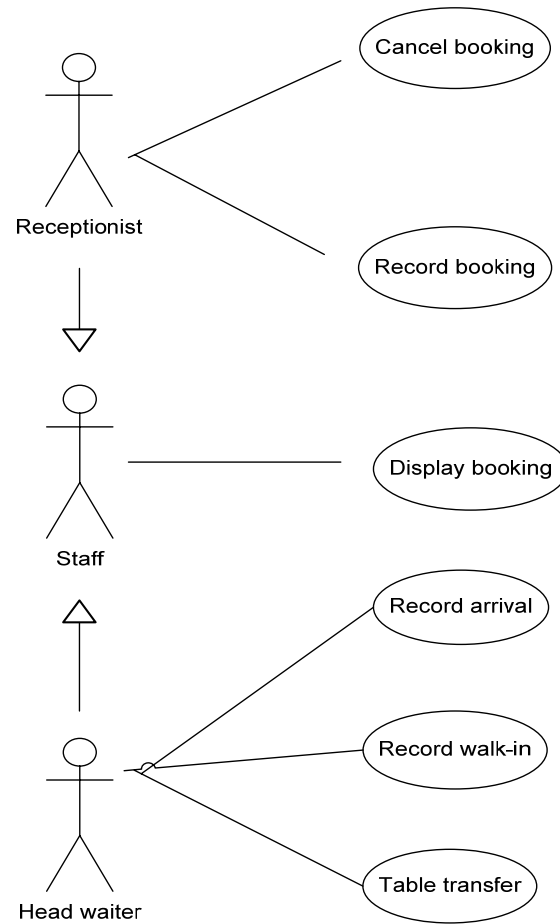 Cancel booking
Receptionist
Record booking
Display booking
Staff
Record arrival
Record walk-in
Table transfer
Head waiter